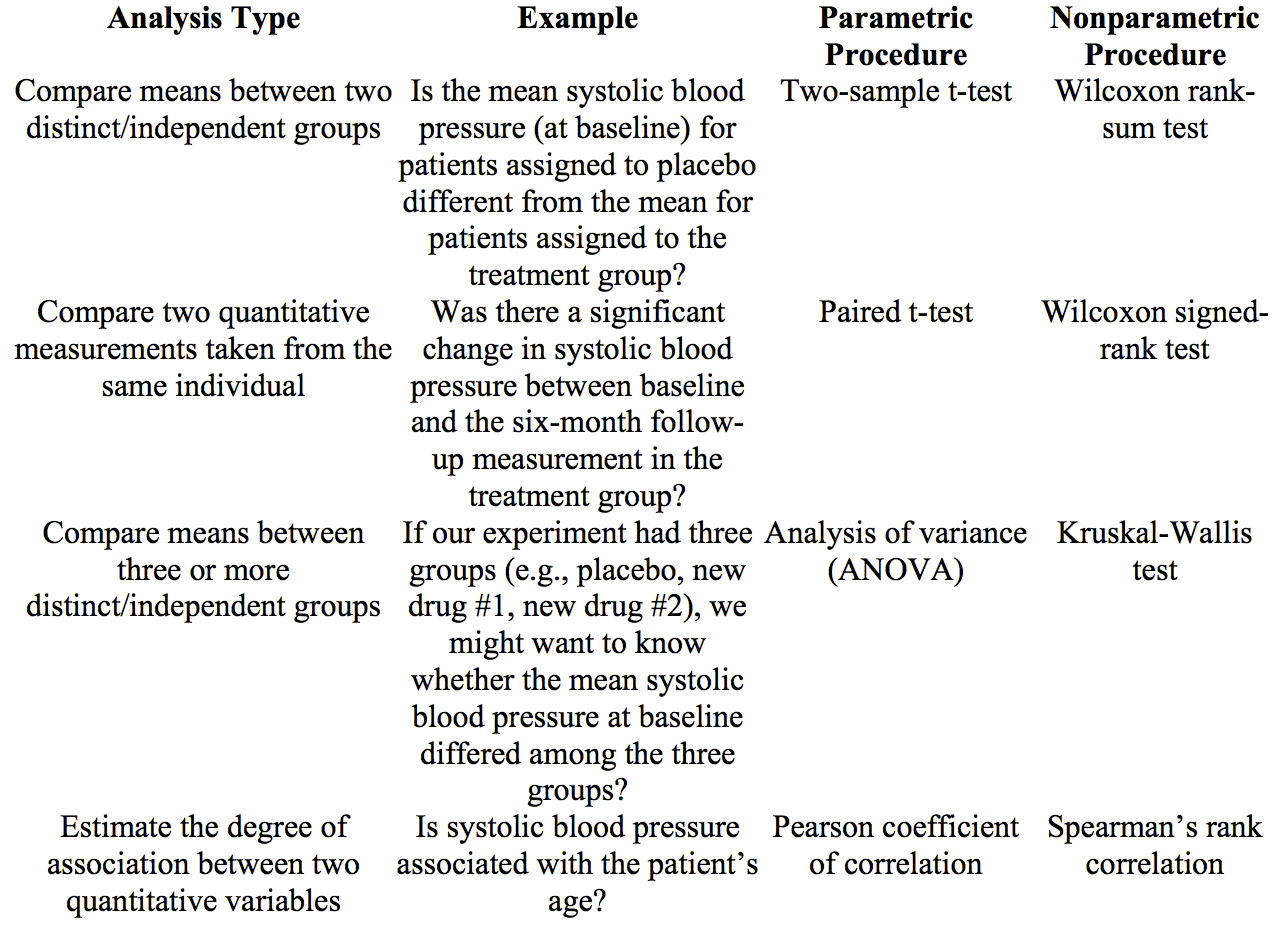 Analysis Type
Example
Parametric
Procedure
Nonparametric
Procedure
Compare means between two
distinct/independent groups
Is the mean systolic blood
pressure (at baseline) for
patients assigned to placebo
different from the mean for
patients assigned to the
treatment group?
Two-sample t-test
Wilcoxon rank-
sum test
Compare two quantitative
measurements taken from the
same individual
Was there a significant
change in systolic blood
pressure between baseline
and the six-month follow-
up measurement in the
treatment group?
Paired t-test
Wilcoxon signed-
rank test
Compare means between
three or more
distinct/independent groups
If our experiment had three
groups (e.g., placebo, new
drug #1, new drug #2), we
might want to know
whether the mean systolic
blood pressure at baseline
differed among the three
groups?
Analysis of variance
(ANOVA)
Kruskal-Wallis
test
Estimate the degree of
association between two
quantitative variables
Is systolic blood pressure
associated with the patient’s
age?
Pearson coefficient
of correlation
Spearman’s rank
correlation